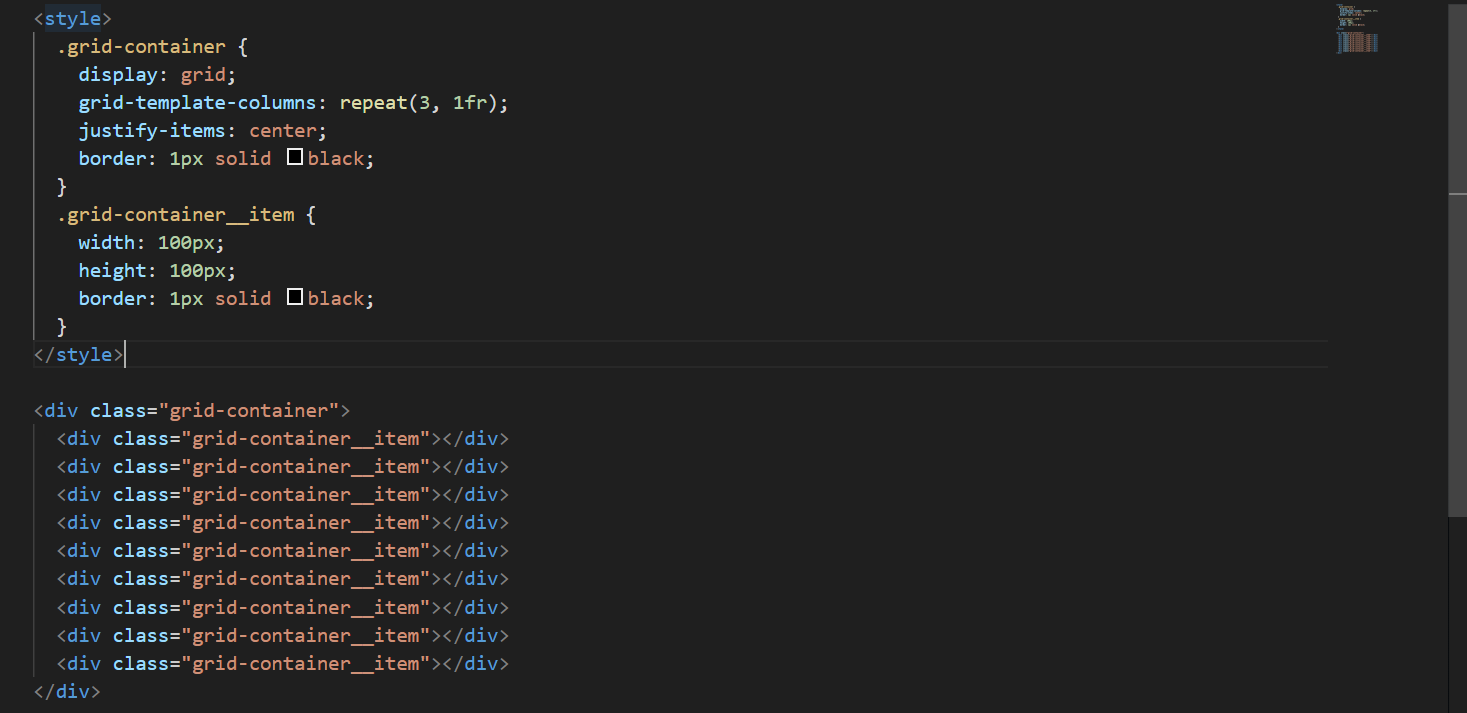 <style>
  .grid-container {
    display: grid;
    grid-template-columns: repeat(3, 1fr);
    justify-items: center;
    border: 1px solid black;
  }
  .grid-container__item {
    width: 100px;
    height: 100px;
    border: 1px solid black;
  }
</style>

<div class="grid-container">
  <div class="grid-container__item"></div>
  <div class="grid-container__item"></div>
  <div class="grid-container__item"></div>
  <div class="grid-container__item"></div>
  <div class="grid-container__item"></div>
  <div class="grid-container__item"></div>
  <div class="grid-container__item"></div>
  <div class="grid-container__item"></div>
  <div class="grid-container__item"></div>
</div>